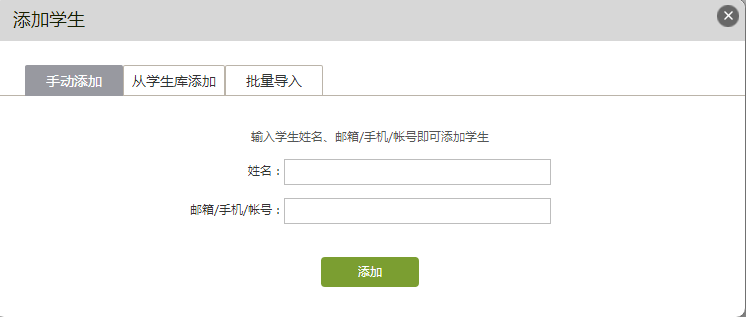 添加学生
手动添加 从学生库添加 批量导入
输入学生姓名、邮箱/手机/帐号即可添加学生
姓名：
邮箱/手机/帐号：
添加